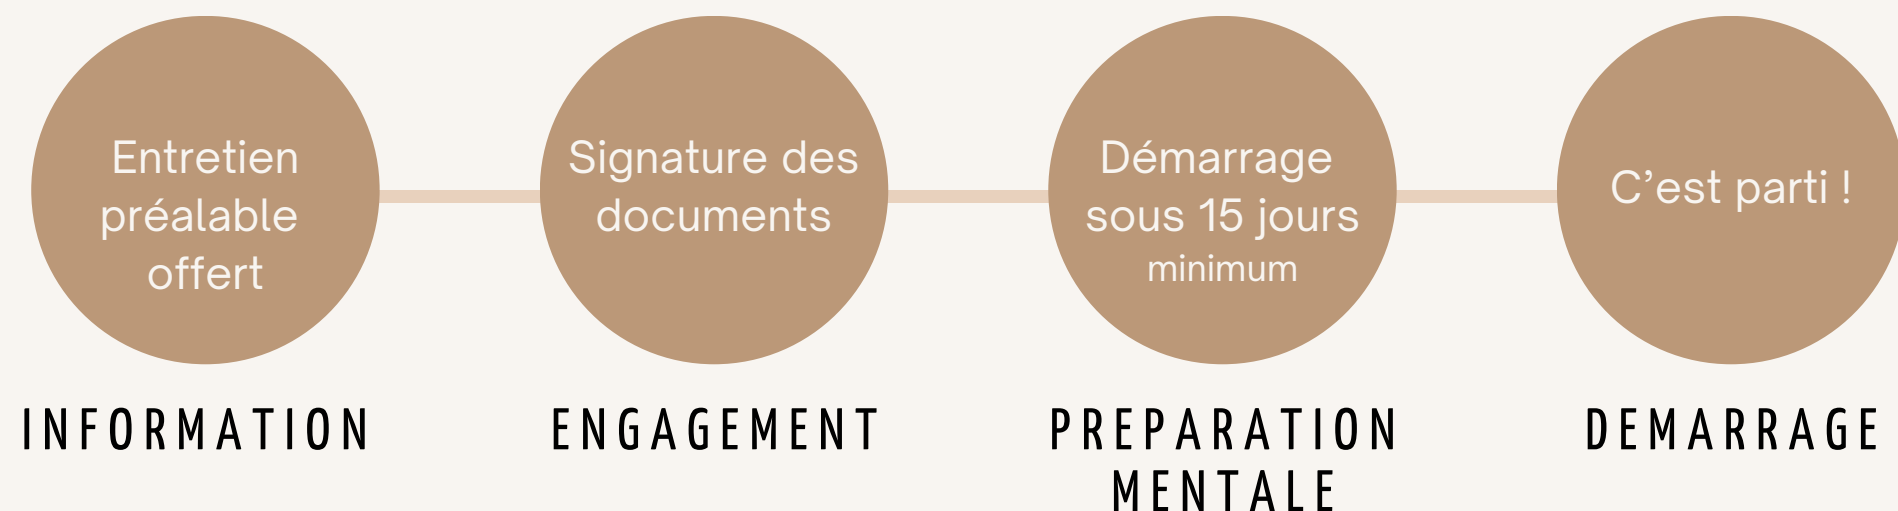 Entretien
préalable
offert
INFORMATION
Signature des
documents
ENGAGEMENT
Démarrage
sous 15 jours
minimum
PREPARATION
MENTALE
C’est parti !
DEMARRAGE